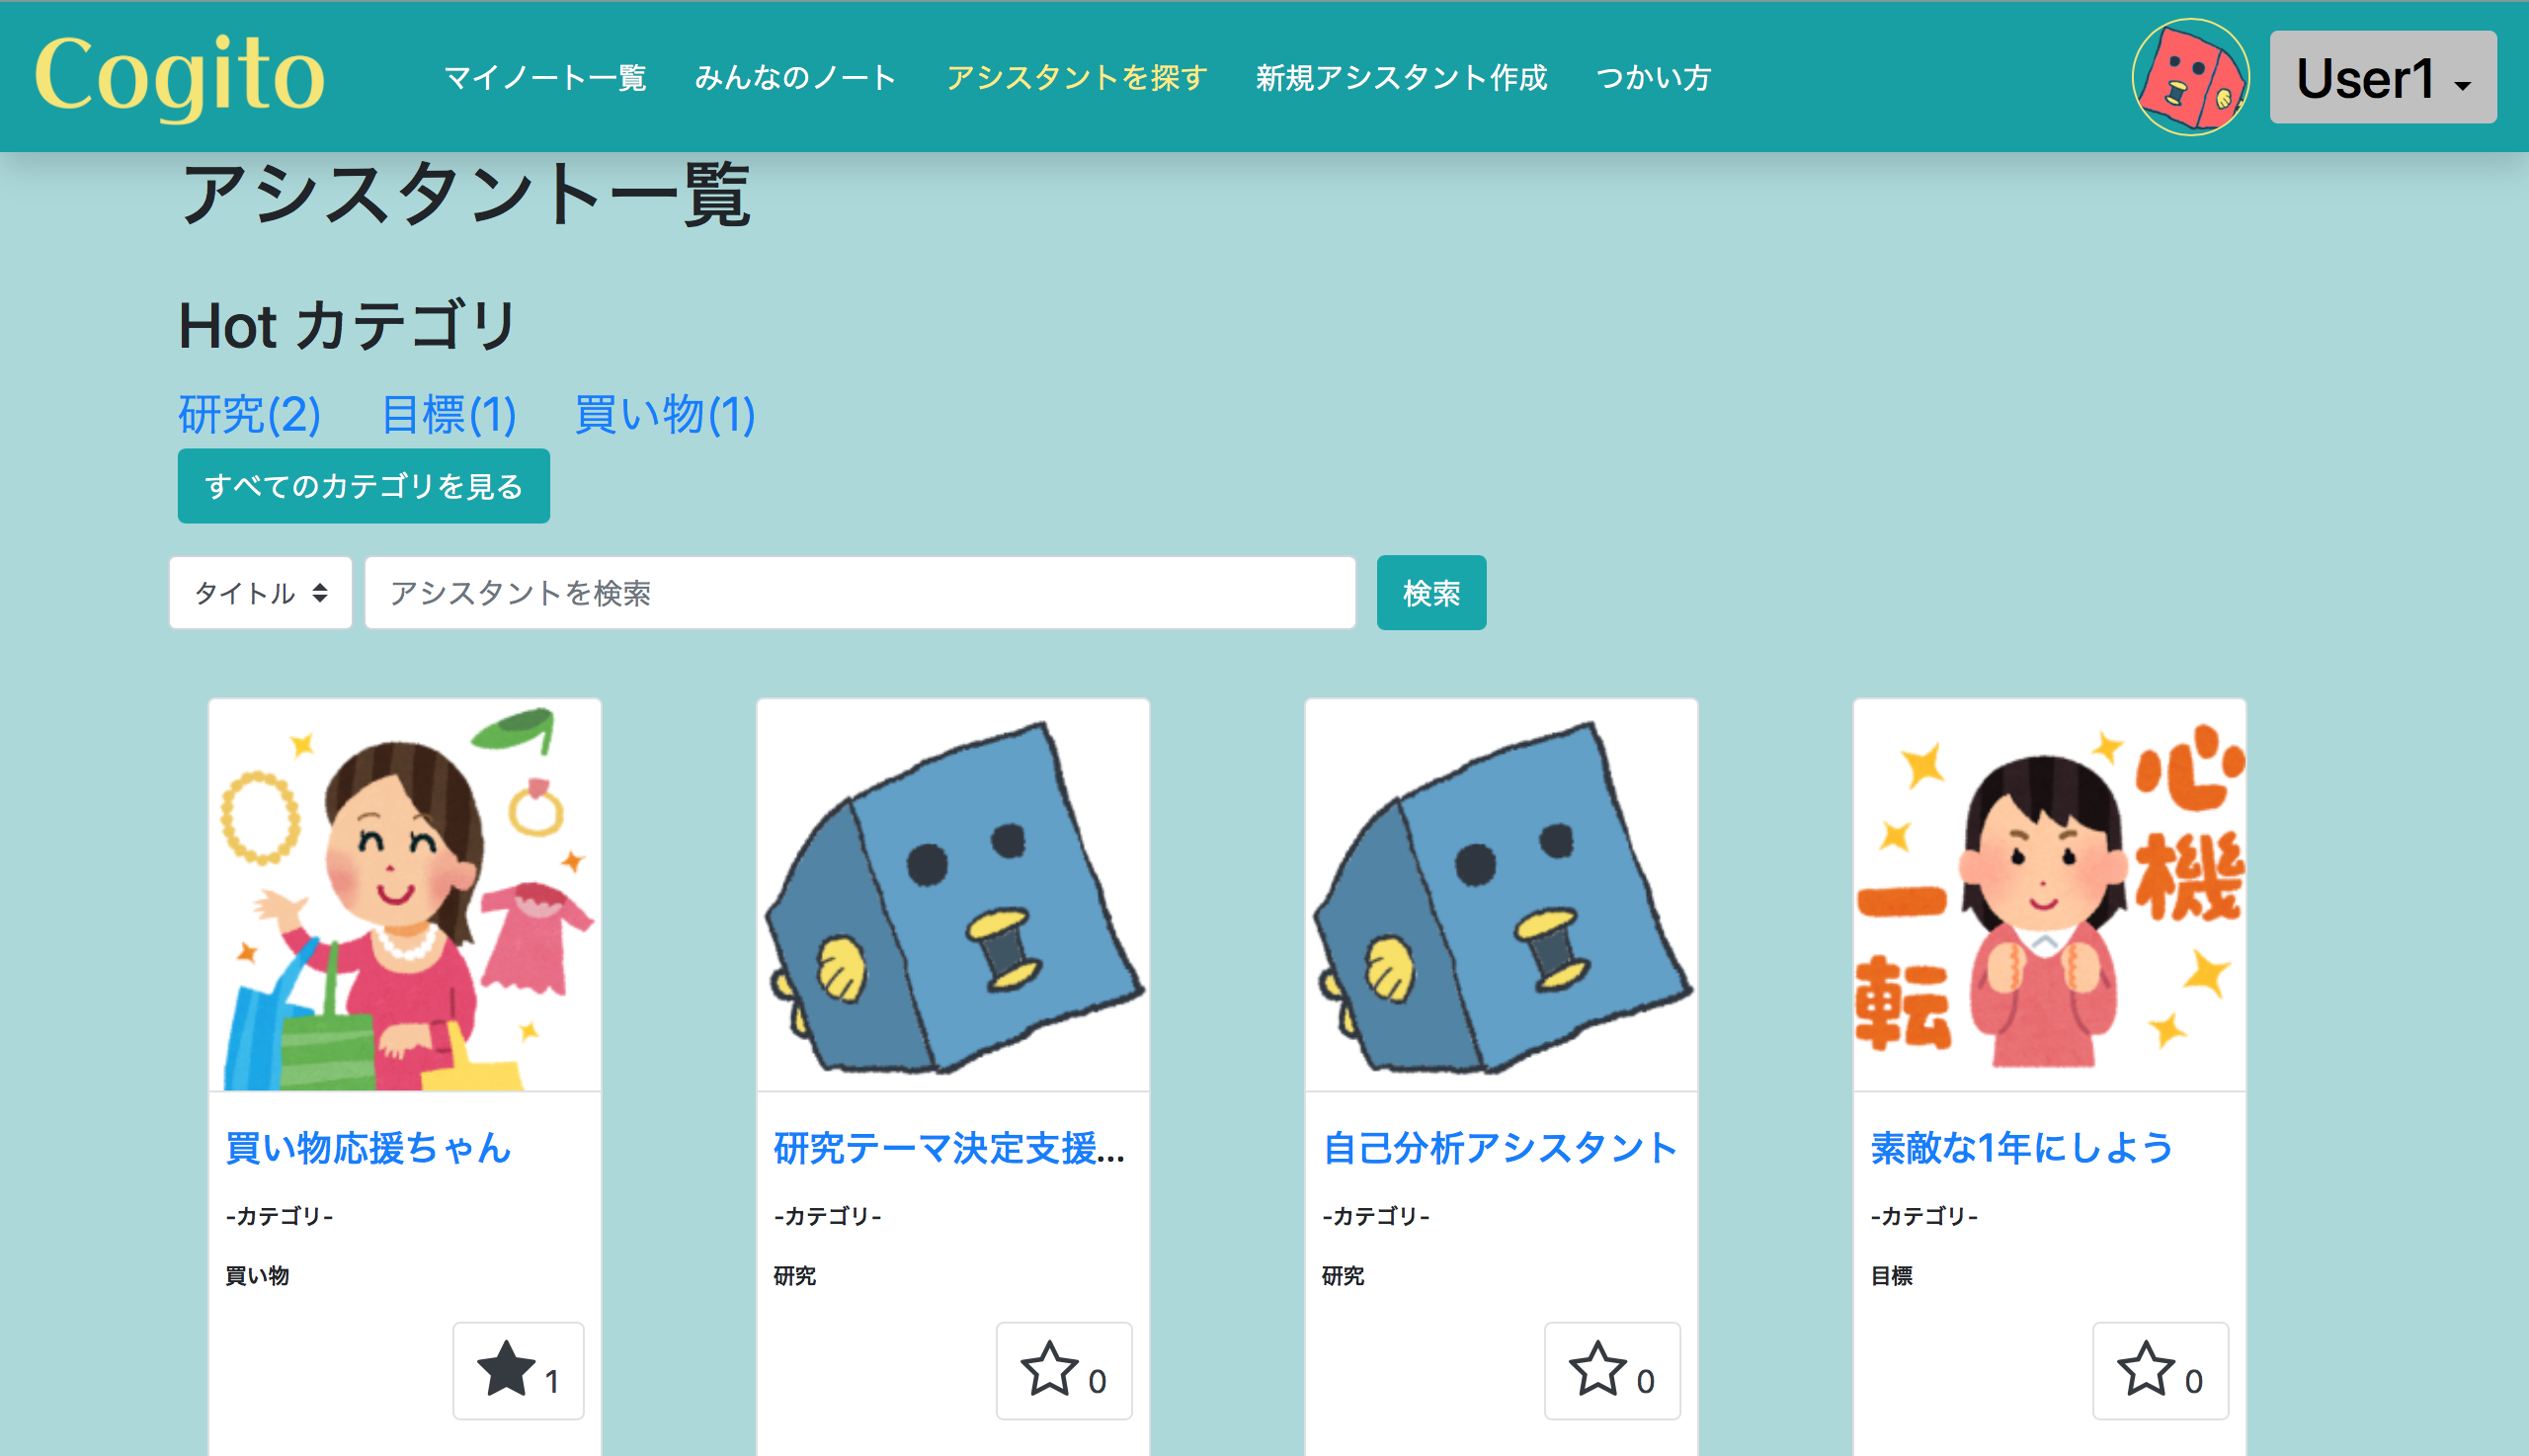 Cogito マイノート一覧 みんなのノート アシスタントを探す 新規アシスタント作成 つかい方 User1
アシスタント一覧
Hot カテゴリ
研究(2) 目標(1) 買い物(1)
すべてのカテゴリを見る
タイトル アシスタントを検索 検索
心機
一転
買い物応援ちゃん 研究テーマ決定支援... 自己分析アシスタント 素敵な1年にしよう
-カテゴリ- -カテゴリ- -カテゴリ- -カテゴリ-
買い物 研究 研究 目標
1 0 0 0